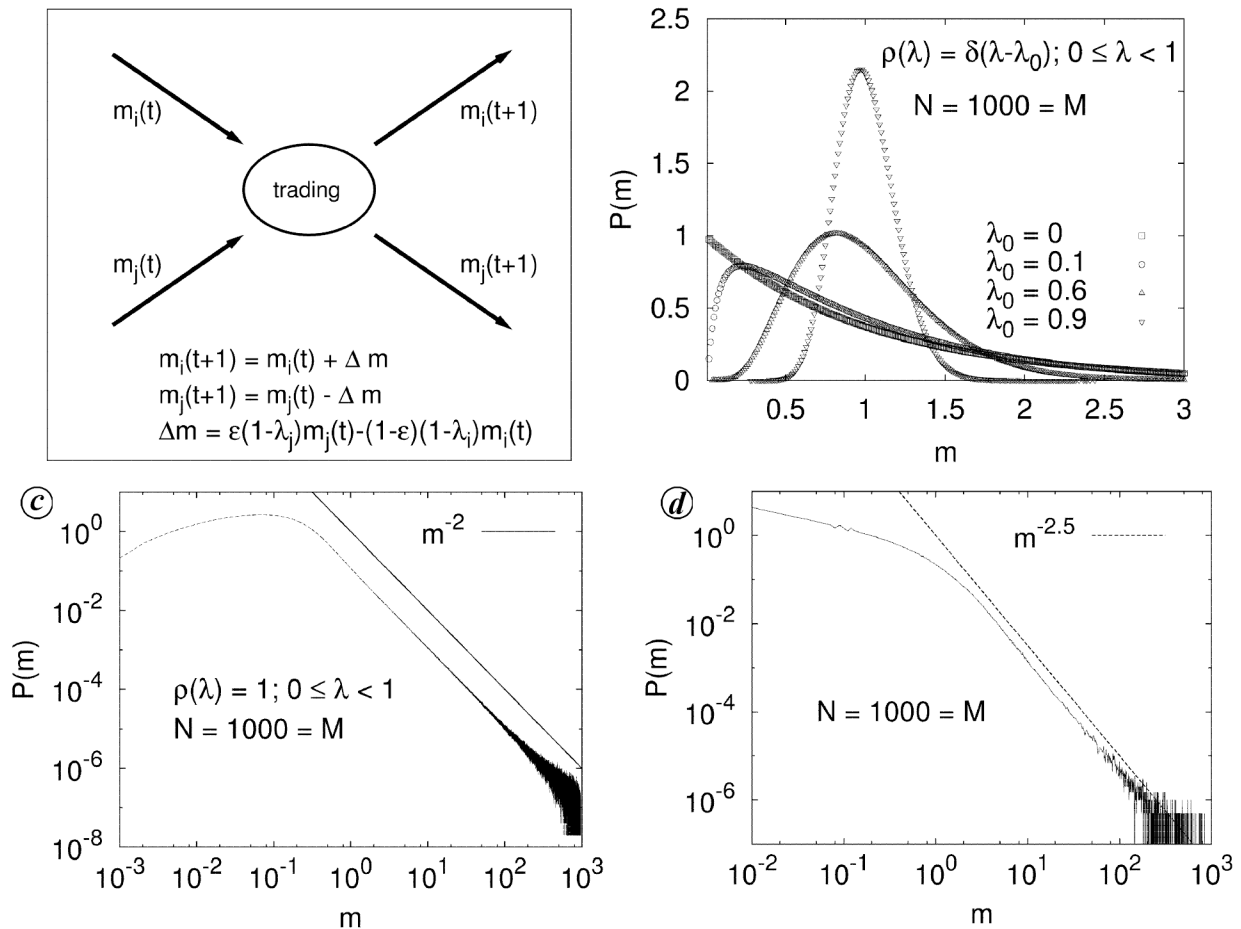 m_i(t)
m_i(t+1)
trading
m_j(t)
m_j(t+1)
m_i(t+1) = m_i(t) + Δ m
m_j(t+1) = m_j(t) - Δ m
Δm = ε(1-λ_j)m_j(t)-(1-ε)(1-λ_i)m_i(t)
2.5
2
1.5
1
0.5
0
P(m)
ρ(λ) = δ(λ-λ_0); 0 ≤ λ < 1
N = 1000 = M
λ_0 = 0
λ_0 = 0.1
λ_0 = 0.6
λ_0 = 0.9
0.5 1 1.5 2 2.5 3
m
c
10^0
10^-2
10^-4
10^-6
10^-8
P(m)
m^-2
ρ(λ) = 1; 0 ≤ λ < 1
N = 1000 = M
10^-3 10^-2 10^-1 10^0 10^1 10^2 10^3
m
d
10^0
10^-2
10^-4
10^-6
P(m)
m^-2.5
N = 1000 = M
10^-2 10^-1 10^0 10^1 10^2 10^3
m